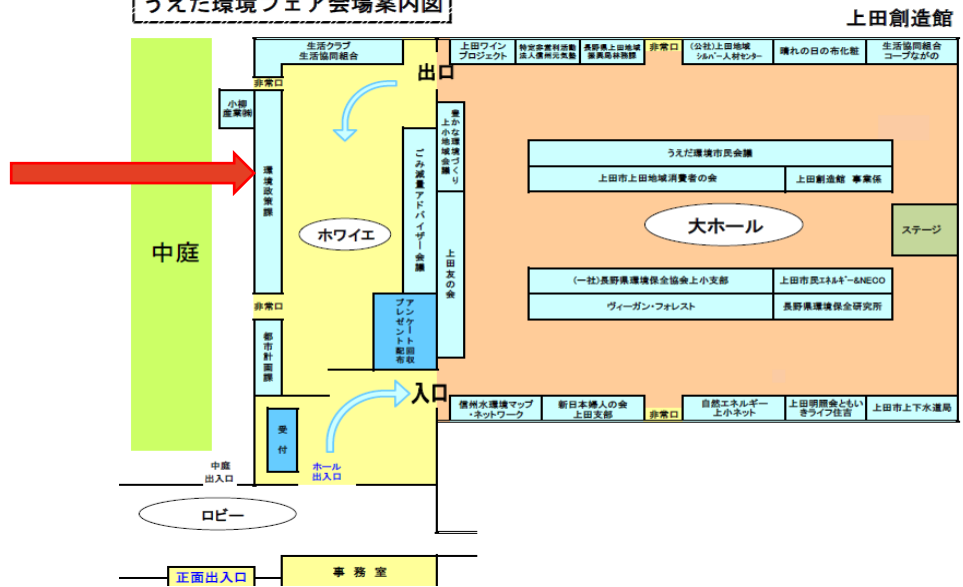 うえだ環境フェア会場案内図
上田創造館
生活クラブ
生活協同組合
上田ワイン
プロジェクト
特定非営利活動
法人信州元気塾
長野県上田地域
振興局林務課
非常口
(公社)上田地域
シルバー人材センター
晴れの日の布化粧
生活協同組合
コープながの
出口
非常口
小柳
産業㈱
豊かな環境づくり
上小地域会議
環境政策課
ごみ減量アドバイザー会議
うえだ環境市民会議
上田市上田地域消費者の会
上田創造館 事業係
ホワイエ
大ホール
ステージ
中庭
上田友の会
(一社)長野県環境保全協会上小支部
上田市民エネルギー&NECO
ヴィーガン・フォレスト
長野県環境保全研究所
非常口
アンケート回収
プレゼント配布
都市計画課
入口
信州水環境マップ
・ネットワーク
新日本婦人の会
上田支部
非常口
自然エネルギー
上小ネット
上田明照会ともい
きライフ住吉
上田市上下水道局
受付
中庭
出入口
ホール
出入口
ロビー
正面出入口
事務室